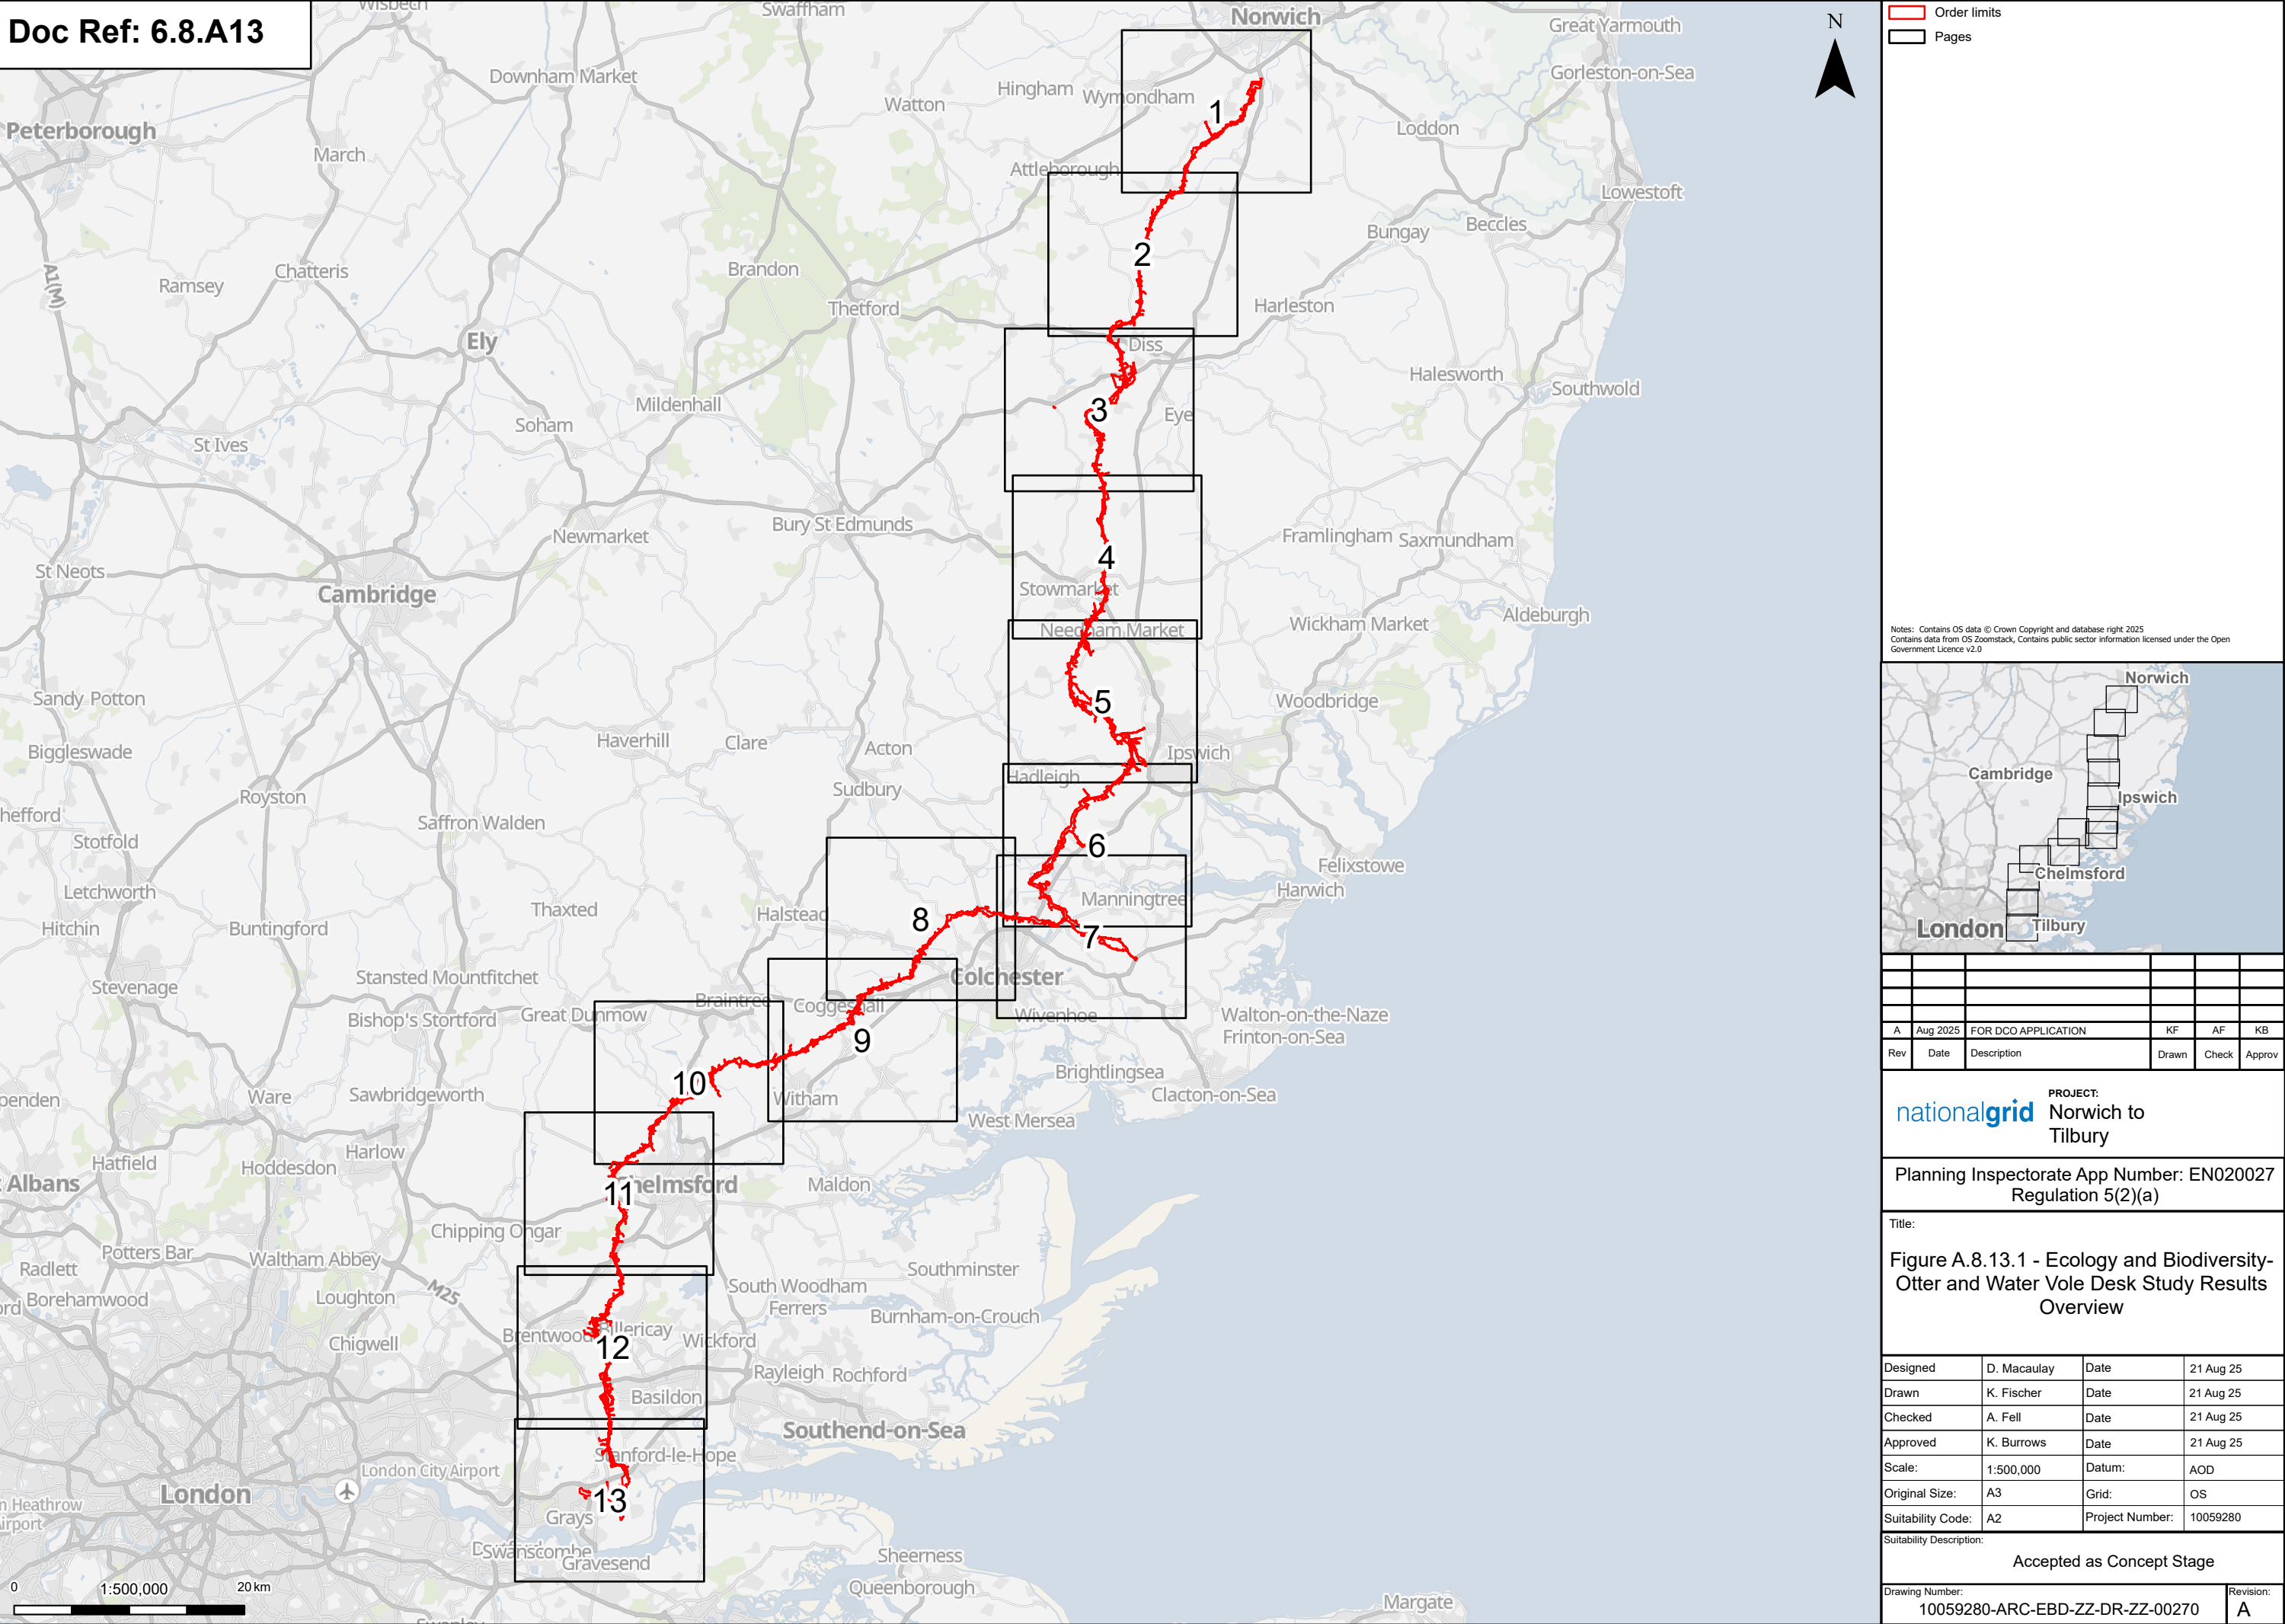 Doc Ref: 6.8.A13
Wisbech
Swaffham
Norwich
Great Yarmouth
N
Downham Market
Gorleston-on-Sea
Hingham
Wymondham
Watton
Peterborough
1
Loddon
March
Attleborough
Lowestoft
Beccles
Bungay
A1(M)
Chatteris
Brandon
2
Ramsey
Thetford
Harleston
Ely
Diss
Halesworth
Southwold
Mildenhall
3
Eye
Soham
St Ives
Bury St Edmunds
Newmarket
Framlingham
Saxmundham
4
St Neots
Stowmarket
Cambridge
Aldeburgh
Wickham Market
Needham Market
Sandy Potton
5
Woodbridge
Haverhill
Clare
Acton
Biggleswade
Ipswich
Hadleigh
Sudbury
Royston
hefford
Saffron Walden
Stotfold
6
Felixstowe
Letchworth
Harwich
Manningtree
Thaxted
Halstead
8
Hitchin
Buntingford
7
Stansted Mountfitchet
Colchester
Stevenage
Braintree
Coggeshall
Great Dunmow
Bishop's Stortford
Wivenhoe
Walton-on-the-Naze
Frinton-on-Sea
9
Brightlingsea
10
Ware
Sawbridgeworth
penden
Witham
Clacton-on-Sea
West Mersea
Harlow
Hatfield
Hoddesdon
t Albans
11
helmsford
Maldon
Chipping Ongar
Potters Bar
Waltham Abbey
Radlett
M25
Southminster
South Woodham
Ferrers
Loughton
ord
Borehamwood
Burnham-on-Crouch
Brentwood
Billericay
Wickford
Chigwell
12
Rayleigh
Rochford
Basildon
Southend-on-Sea
Stanford-le-Hope
London City Airport
London
n Heathrow
Airport
13
Grays
Swanscombe
Gravesend
Sheerness
Queenborough
Margate
Swanley
0
1:500,000
20 km
Order limits
Pages
Notes: Contains OS data © Crown Copyright and database right 2025
Contains data from OS Zoomstack, Contains public sector information licensed under the Open
Government Licence v2.0
Norwich
Cambridge
Ipswich
Chelmsford
London
Tilbury
A Aug 2025 FOR DCO APPLICATION KF AF KB
Rev Date Description Drawn Check Approv
nationalgrid
PROJECT:
Norwich to
Tilbury
Planning Inspectorate App Number: EN020027
Regulation 5(2)(a)
Title:
Figure A.8.13.1 - Ecology and Biodiversity-
Otter and Water Vole Desk Study Results
Overview
Designed D. Macaulay Date 21 Aug 25
Drawn K. Fischer Date 21 Aug 25
Checked A. Fell Date 21 Aug 25
Approved K. Burrows Date 21 Aug 25
Scale: 1:500,000 Datum: AOD
Original Size: A3 Grid: OS
Suitability Code: A2 Project Number: 10059280
Suitability Description:
Accepted as Concept Stage
Drawing Number:
10059280-ARC-EBD-ZZ-DR-ZZ-00270
Revision:
A